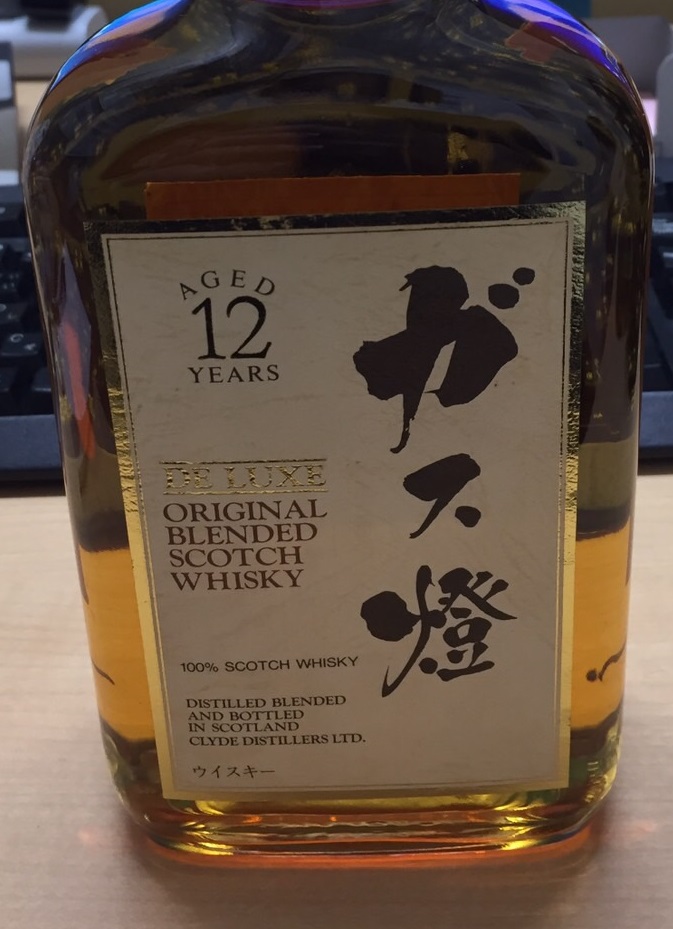 AGED
12
YEARS
DE LUXE
ORIGINAL
BLENDED
SCOTCH
WHISKY
100% SCOTCH WHISKY
DISTILLED BLENDED
AND BOTTLED
IN SCOTLAND
CLYDE DISTILLERS LTD.
ウイスキー
ガス燈